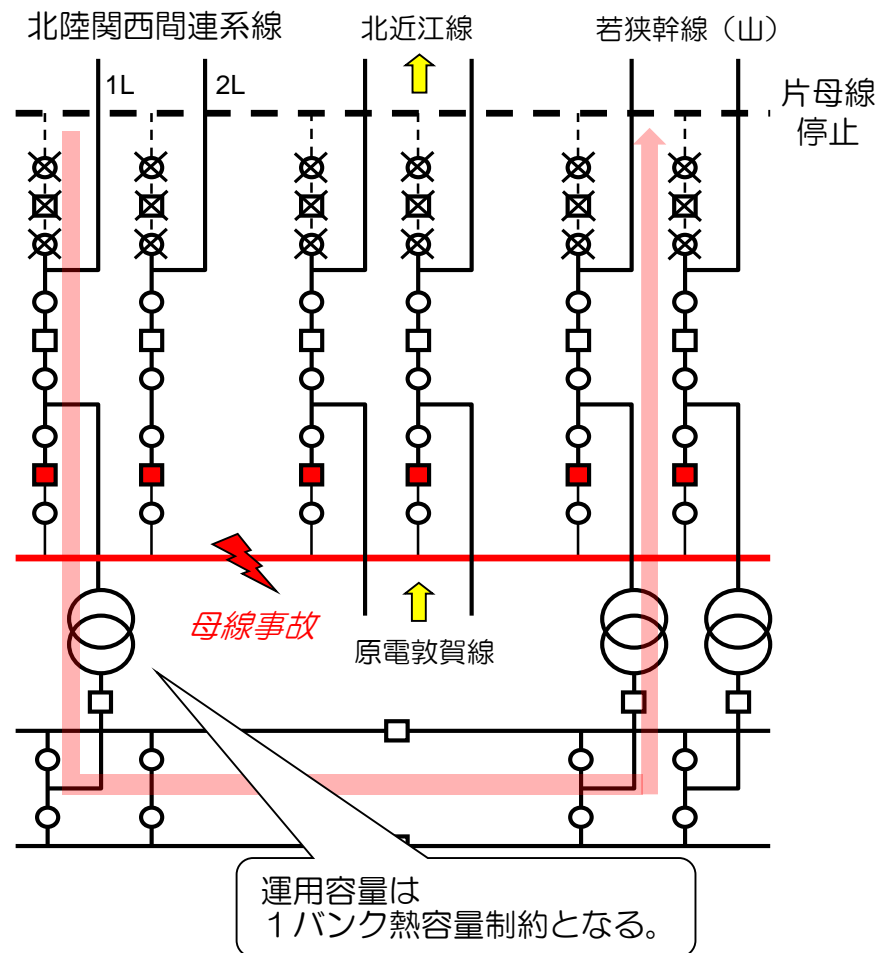 北陸関西間連系線
北近江線
若狭幹線（山）
1L
2L
片母線
停止
母線事故
原電敦賀線
運用容量は
１バンク熱容量制約となる。